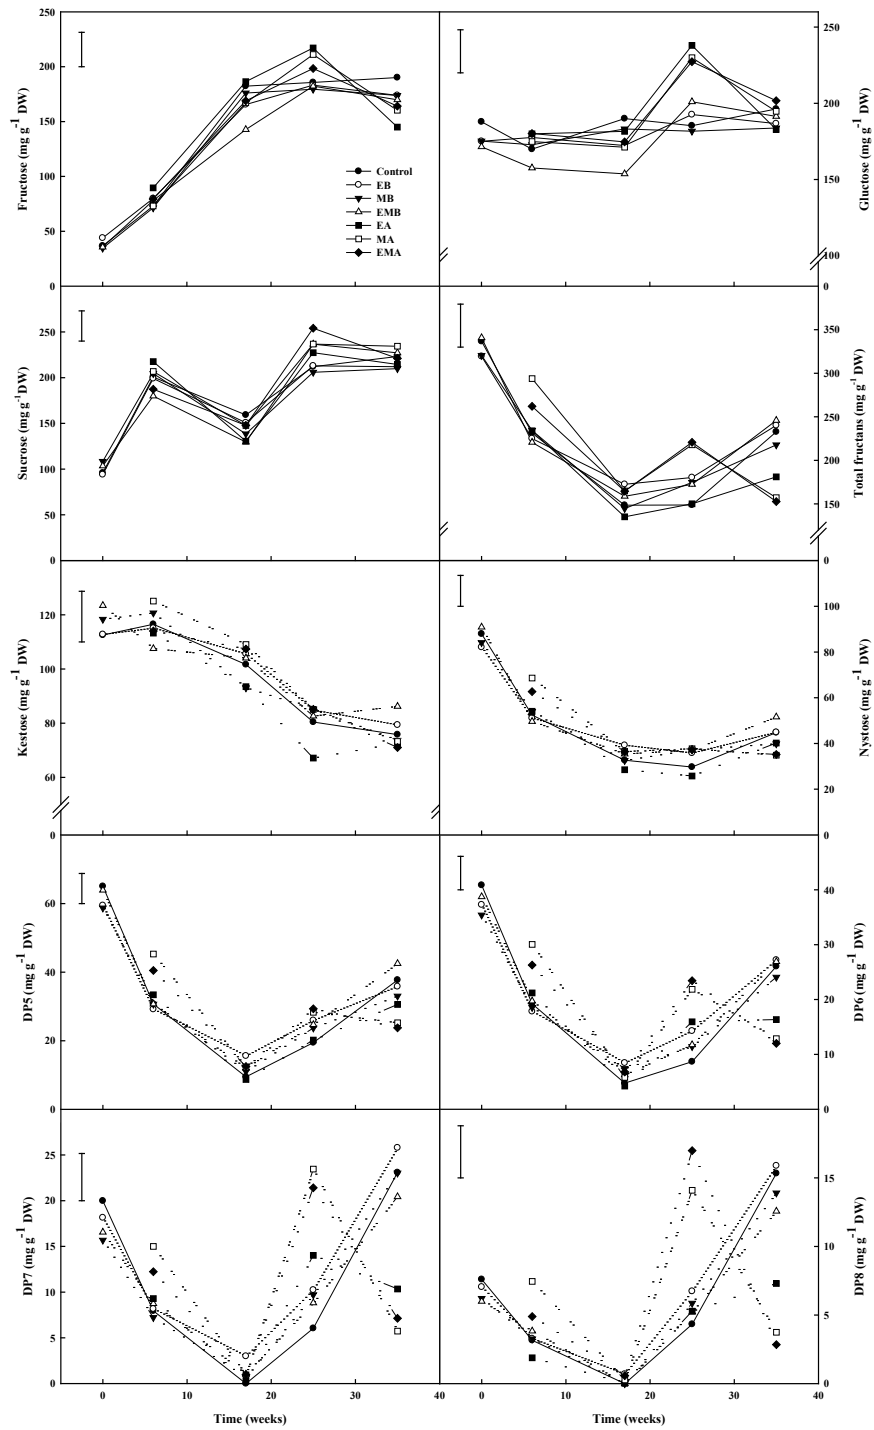 250
200
150
100
50
0
Fructose (mg g-1 DW)
Control
EB
MB
EMB
EA
MA
EMA
250
200
150
100
0
Gluctose (mg g-1 DW)
250
200
150
100
50
0
Sucrose (mg g-1DW)
350
300
250
200
150
0
Total fructans (mg g-1 DW)
120
100
80
60
0
Kestose (mg g-1 DW)
100
80
60
40
20
0
Nystose (mg g-1 DW)
60
40
20
0
DP5 (mg g-1 DW)
40
30
20
10
0
DP6 (mg g-1 DW)
25
20
15
10
5
0
DP7 (mg g-1 DW)
15
10
5
0
DP8 (mg g-1 DW)
0 10 20 30 40
0 10 20 30 40
Time (weeks)
Time (weeks)